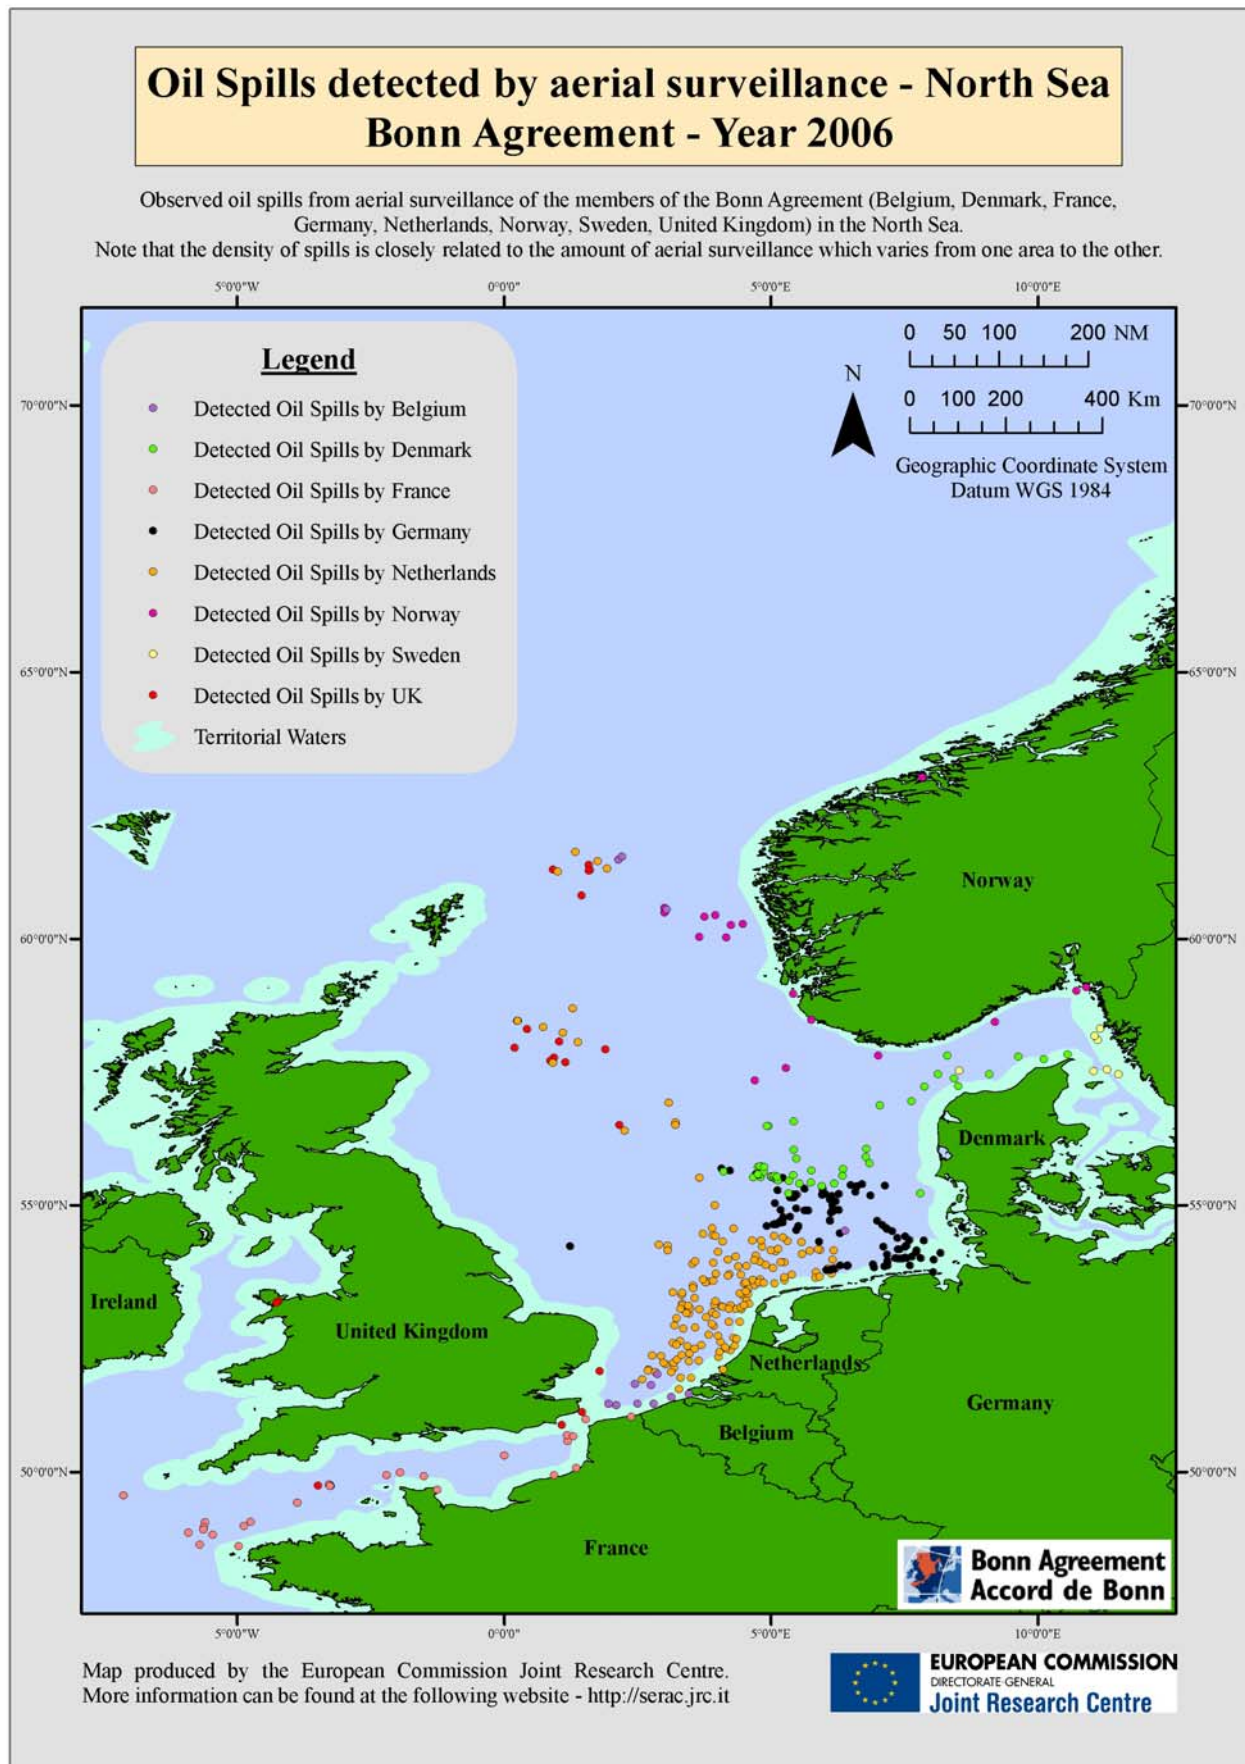 Oil Spills detected by aerial surveillance - North Sea
Bonn Agreement - Year 2006
Observed oil spills from aerial surveillance of the members of the Bonn Agreement (Belgium, Denmark, France,
Germany, Netherlands, Norway, Sweden, United Kingdom) in the North Sea.
Note that the density of spills is closely related to the amount of aerial surveillance which varies from one area to the other.
5°0'0"W 0°0'0" 5°0'0"E 10°0'0"E
Legend
Detected Oil Spills by Belgium
Detected Oil Spills by Denmark
Detected Oil Spills by France
Detected Oil Spills by Germany
Detected Oil Spills by Netherlands
Detected Oil Spills by Norway
Detected Oil Spills by Sweden
Detected Oil Spills by UK
Territorial Waters
0 50 100 200 NM
N
0 100 200 400 Km
Geographic Coordinate System
Datum WGS 1984
70°0'0"N 70°0'0"N
65°0'0"N 65°0'0"N
Norway
60°0'0"N 60°0'0"N
Denmark
55°0'0"N 55°0'0"N
Ireland
United Kingdom
Netherlands
Germany
Belgium
50°0'0"N 50°0'0"N
France
Bonn Agreement
Accord de Bonn
5°0'0"W 0°0'0" 5°0'0"E 10°0'0"E
Map produced by the European Commission Joint Research Centre.
More information can be found at the following website - http://serac.jrc.it
EUROPEAN COMMISSION
DIRECTORATE-GENERAL
Joint Research Centre